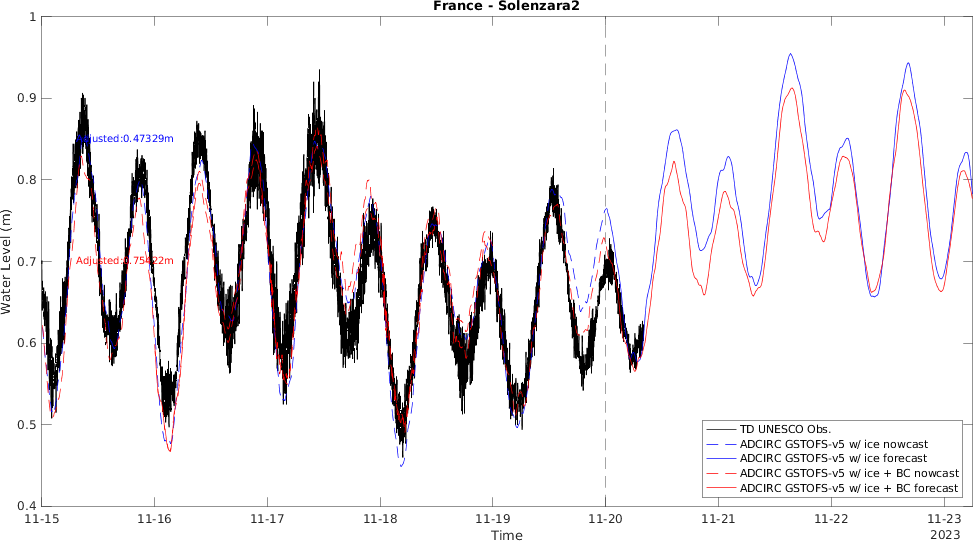 France - Solenzara2
1
0.9
0.8
0.7
0.6
0.5
0.4
Water Level (m)
Adjusted:0.47329m
TD UNESCO Obs.
ADCIRC GSTOFS-v5 w/ ice nowcast
ADCIRC GSTOFS-v5 w/ ice forecast
ADCIRC GSTOFS-v5 w/ ice + BC nowcast
ADCIRC GSTOFS-v5 w/ ice + BC forecast
11-15 11-16 11-17 11-18 11-19 11-20 11-21 11-22 11-23
Time
2023